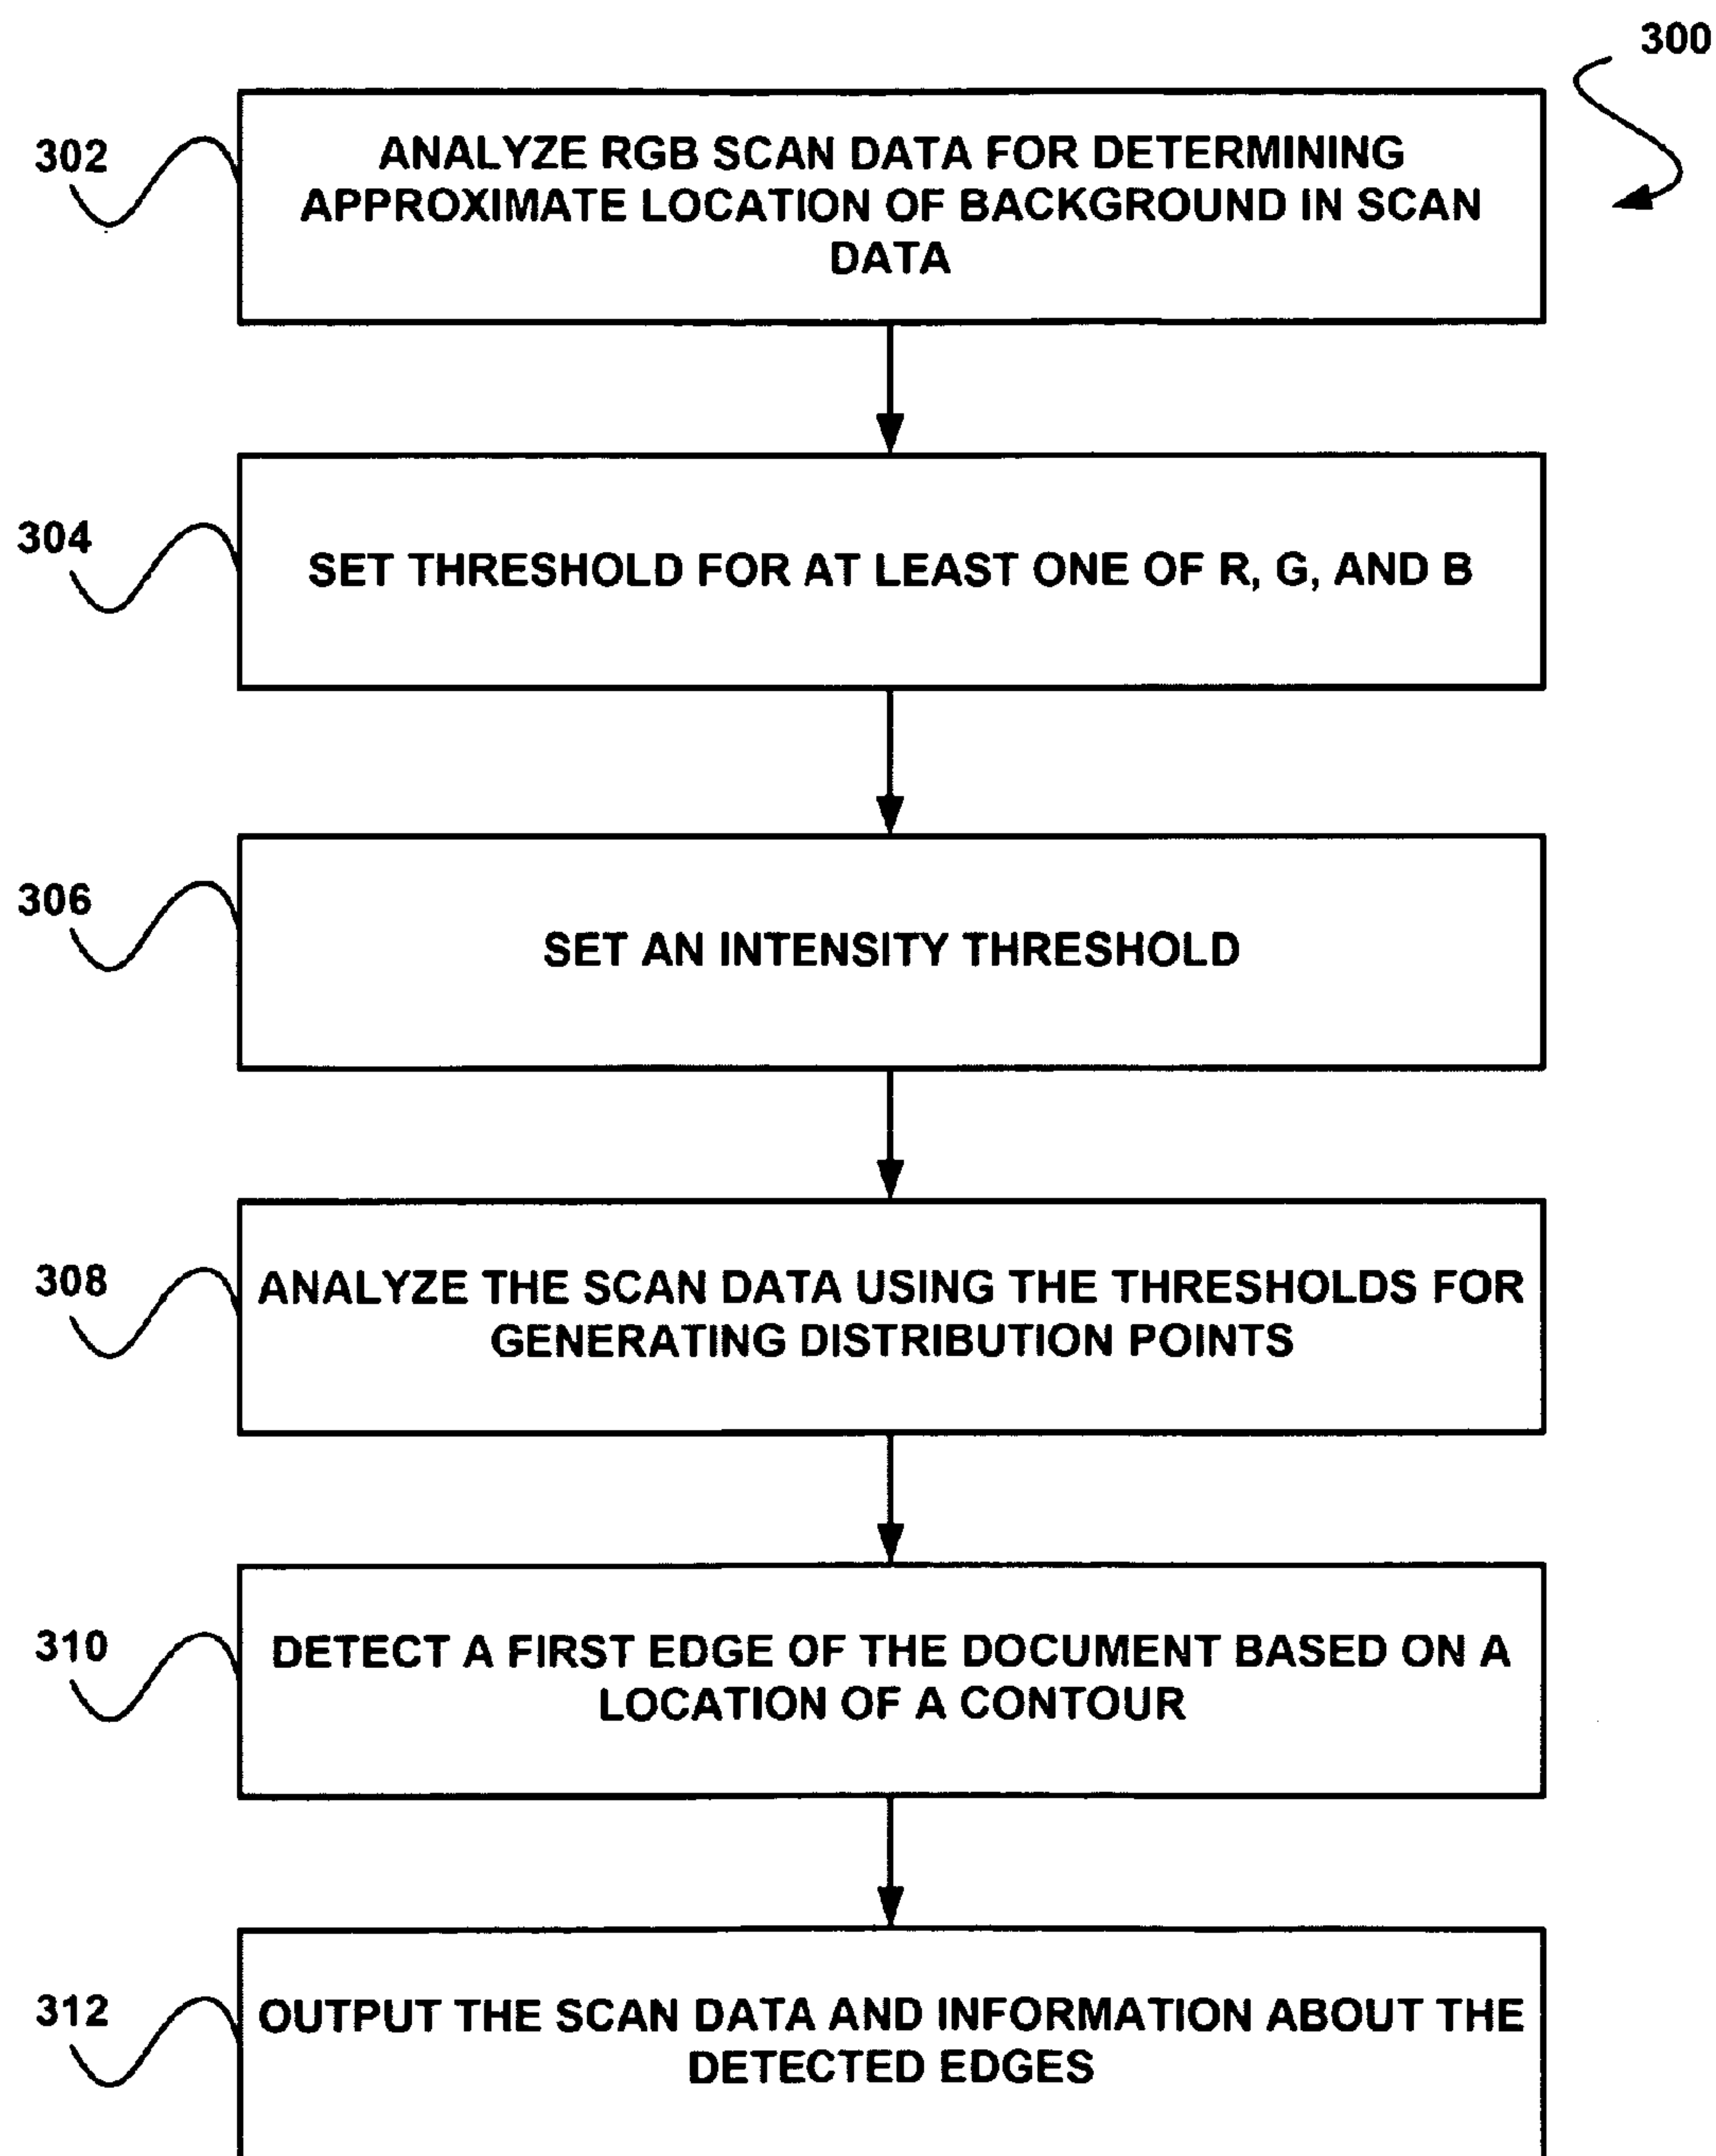 300
302
ANALYZE RGB SCAN DATA FOR DETERMINING
APPROXIMATE LOCATION OF BACKGROUND IN SCAN
DATA
304
SET THRESHOLD FOR AT LEAST ONE OF R, G, AND B
306
SET AN INTENSITY THRESHOLD
308
ANALYZE THE SCAN DATA USING THE THRESHOLDS FOR
GENERATING DISTRIBUTION POINTS
310
DETECT A FIRST EDGE OF THE DOCUMENT BASED ON A
LOCATION OF A CONTOUR
312
OUTPUT THE SCAN DATA AND INFORMATION ABOUT THE
DETECTED EDGES